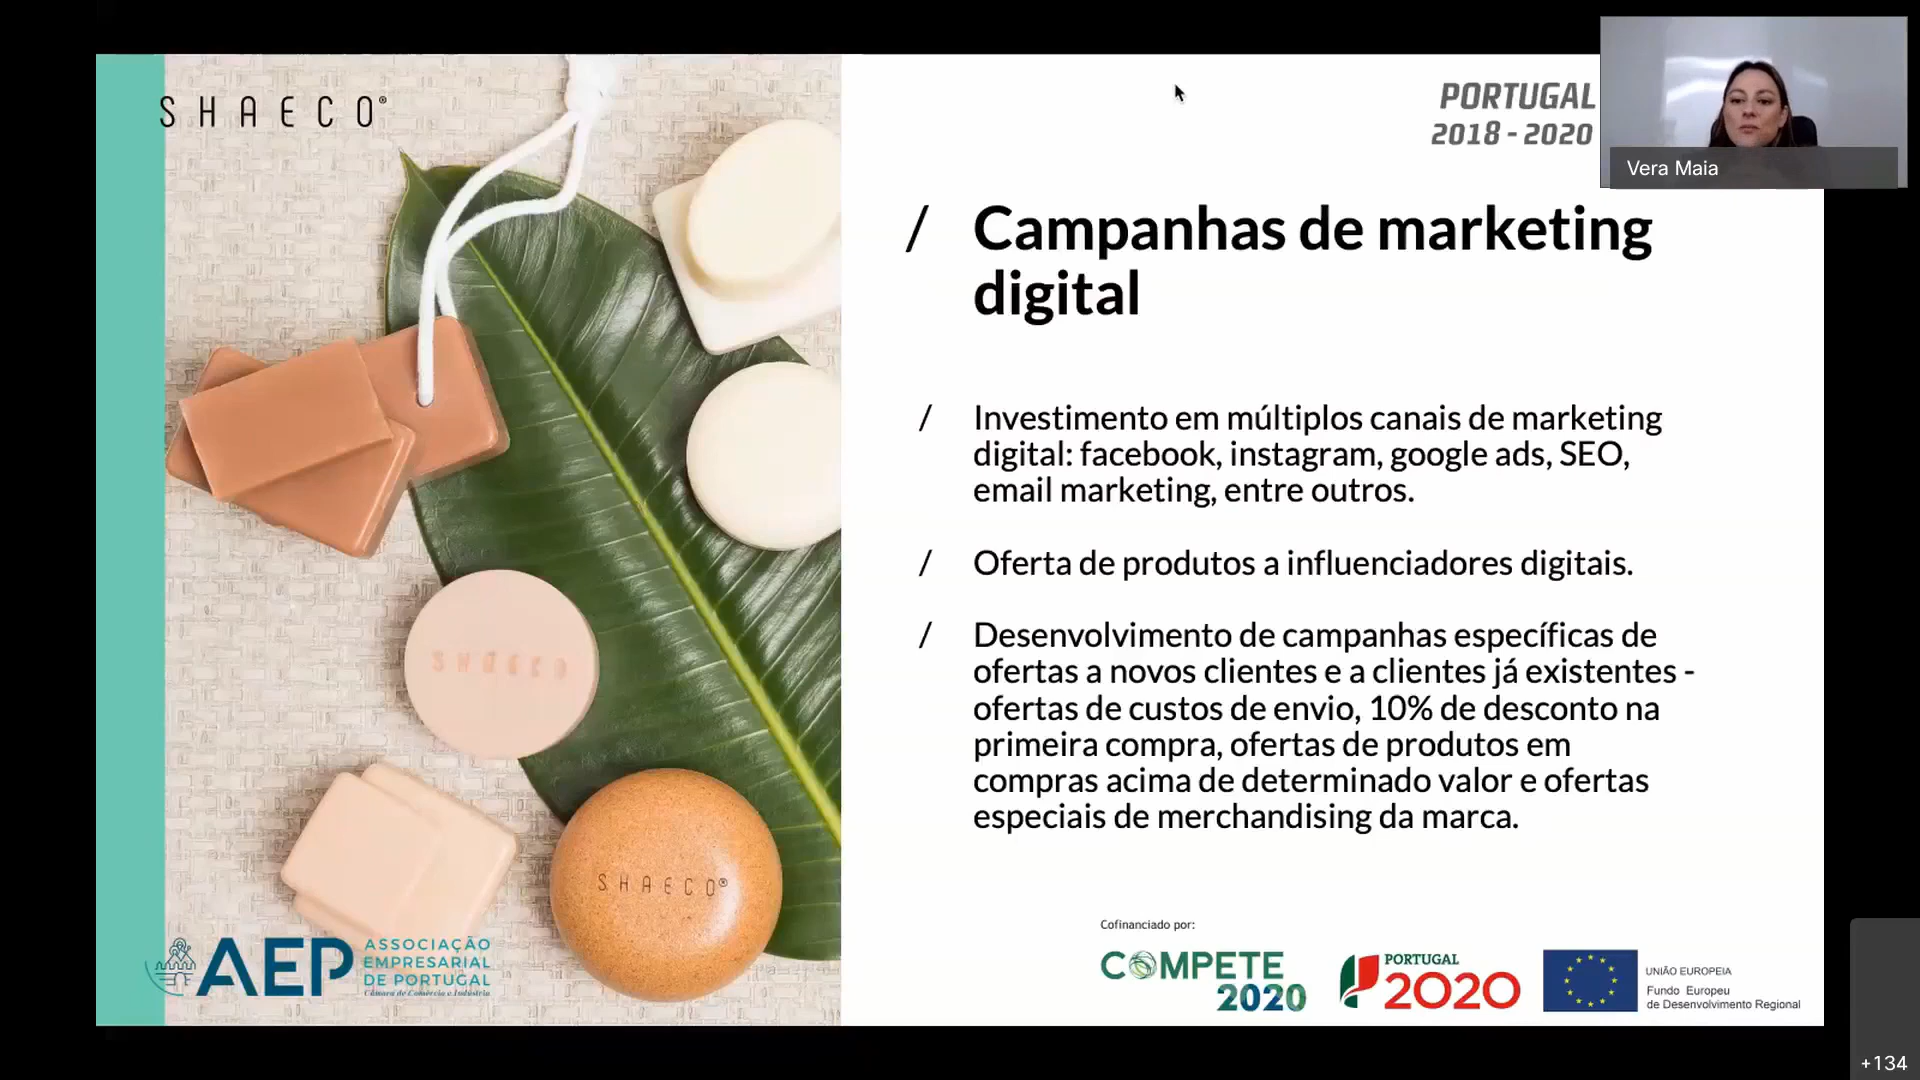 SHAECO®
PORTUGAL
2018 - 2020
Vera Maia
/ Campanhas de marketing
digital
/ Investimento em múltiplos canais de marketing
digital: facebook, instagram, google ads, SEO,
email marketing, entre outros.
/ Oferta de produtos a influenciadores digitais.
/ Desenvolvimento de campanhas específicas de
ofertas a novos clientes e a clientes já existentes -
ofertas de custos de envio, 10% de desconto na
primeira compra, ofertas de produtos em
compras acima de determinado valor e ofertas
especiais de merchandising da marca.
SHAECO
SHAECO®
AEP
ASSOCIAÇÃO
EMPRESARIAL
DE PORTUGAL
Câmara de Comércio e Indústria
Cofinanciado por:
COMPETE
2020
PORTUGAL
2020
UNIÃO EUROPEIA
Fundo Europeu
de Desenvolvimento Regional
+134